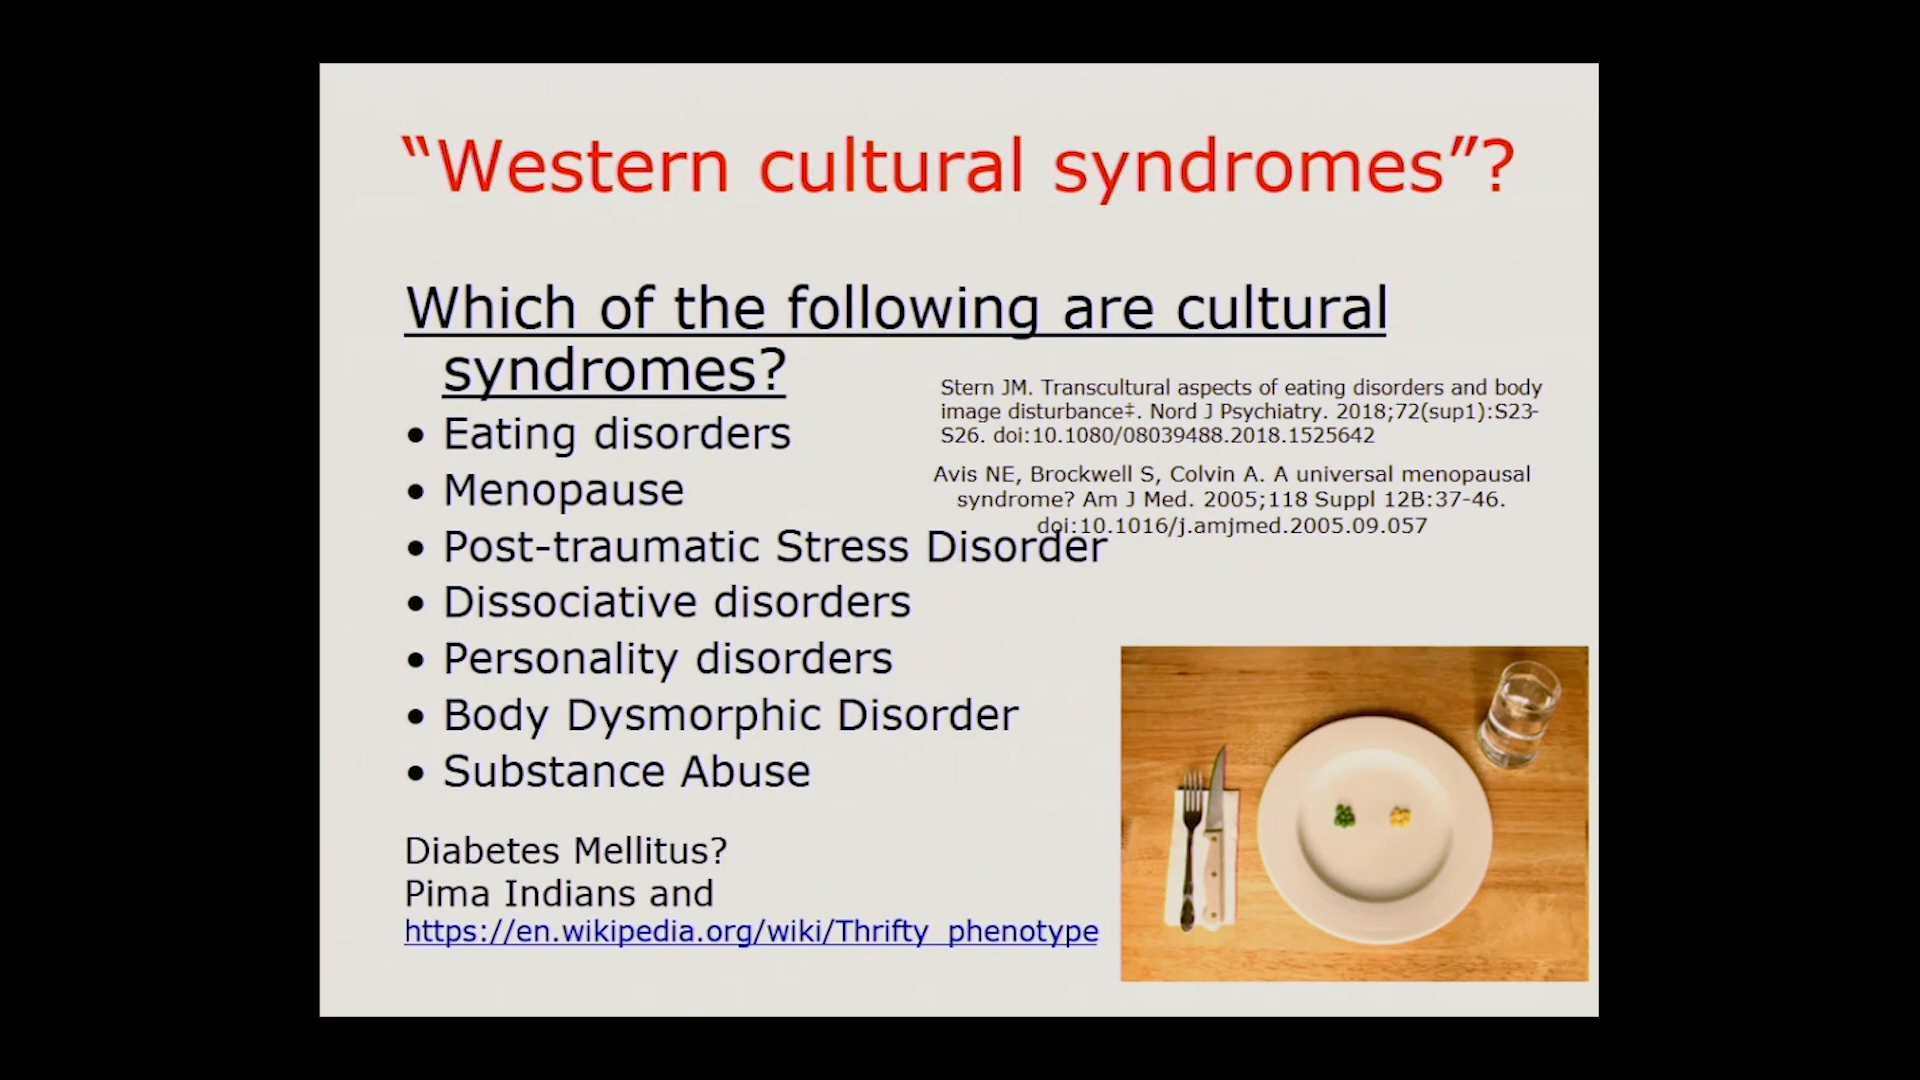 “Western cultural syndromes”?
Which of the following are cultural
syndromes?
Stern JM. Transcultural aspects of eating disorders and body
image disturbance‡. Nord J Psychiatry. 2018;72(sup1):S23-
S26. doi:10.1080/08039488.2018.1525642
Avis NE, Brockwell S, Colvin A. A universal menopausal
syndrome? Am J Med. 2005;118 Suppl 12B:37-46.
doi:10.1016/j.amjmed.2005.09.057
• Eating disorders
• Menopause
• Post-traumatic Stress Disorder
• Dissociative disorders
• Personality disorders
• Body Dysmorphic Disorder
• Substance Abuse
Diabetes Mellitus?
Pima Indians and
https://en.wikipedia.org/wiki/Thrifty_phenotype